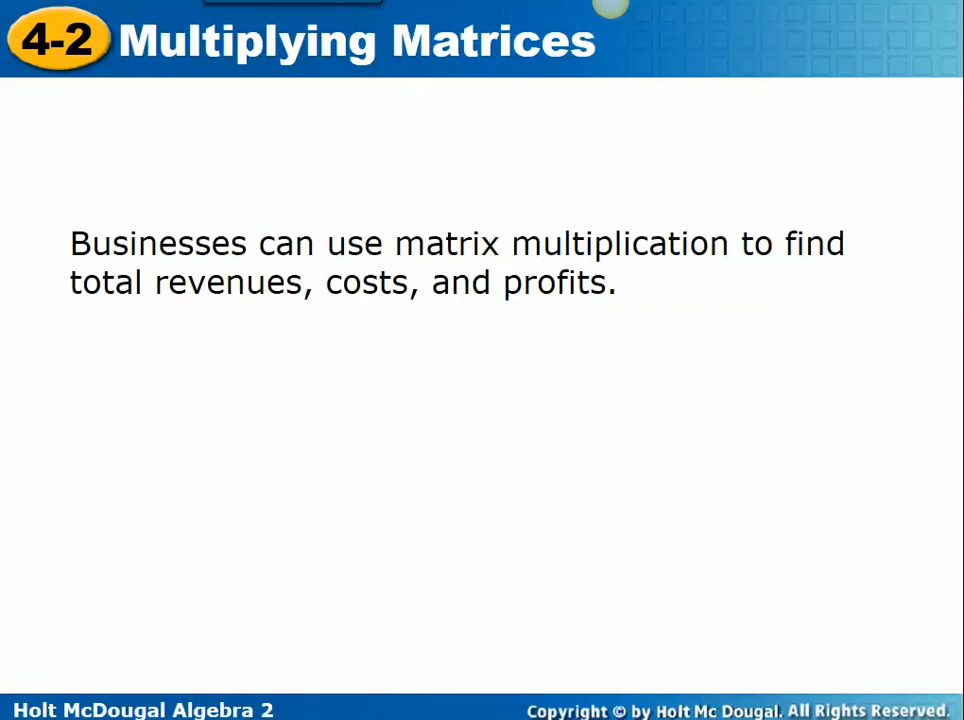 4-2 Multiplying Matrices
Businesses can use matrix multiplication to find
total revenues, costs, and profits.
Holt McDougal Algebra 2
Copyright © by Holt Mc Dougal. All Rights Reserved.